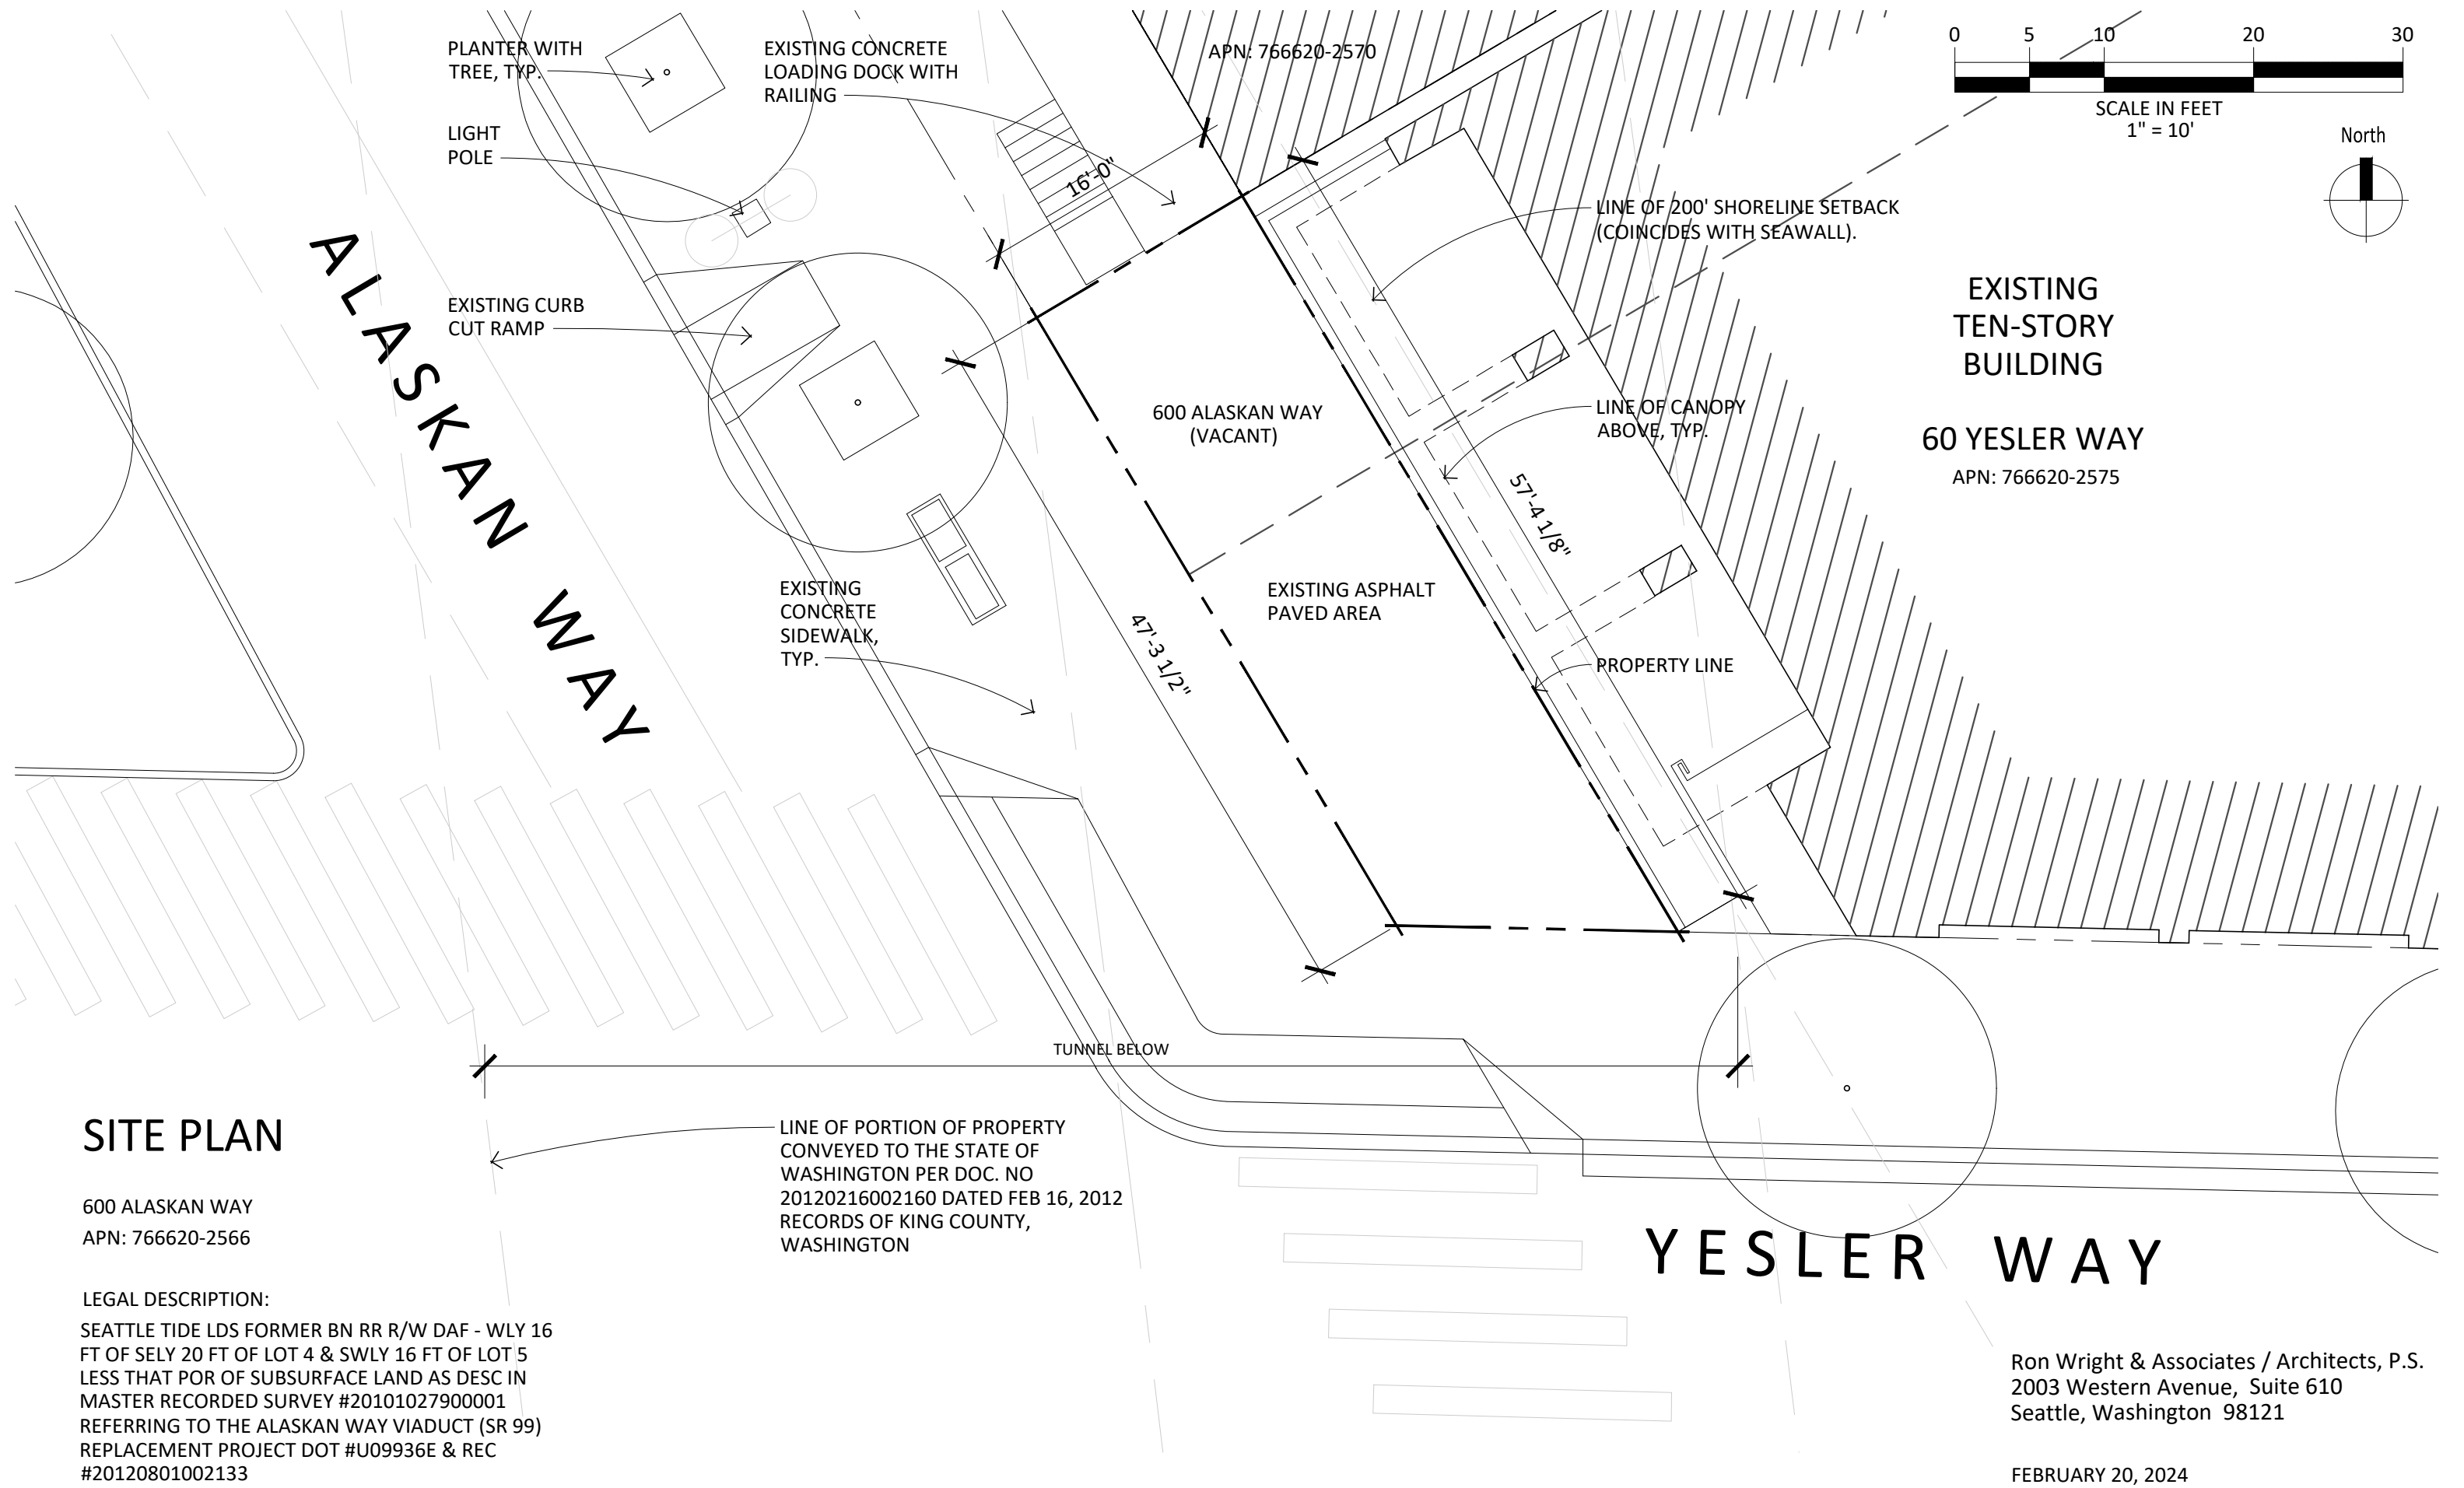 PLANTER WITH
TREE, TYP.
EXISTING CONCRETE
LOADING DOCK WITH
RAILING
APN: 766620-2570
0 5 10 20 30
SCALE IN FEET
1" = 10'
North
LIGHT
POLE
16'-0"
LINE OF 200' SHORELINE SETBACK
(COINCIDES WITH SEAWALL).
ALASKAN WAY
EXISTING CURB
CUT RAMP
EXISTING
TEN-STORY
BUILDING
60 YESLER WAY
APN: 766620-2575
600 ALASKAN WAY
(VACANT)
LINE OF CANOPY
ABOVE, TYP.
57'-4 1/8"
EXISTING
CONCRETE
SIDEWALK,
TYP.
EXISTING ASPHALT
PAVED AREA
47'-3 1/2"
PROPERTY LINE
TUNNEL BELOW
SITE PLAN
600 ALASKAN WAY
APN: 766620-2566
LEGAL DESCRIPTION:
SEATTLE TIDE LDS FORMER BN RR R/W DAF - WLY 16
FT OF SELY 20 FT OF LOT 4 & SWLY 16 FT OF LOT 5
LESS THAT POR OF SUBSURFACE LAND AS DESC IN
MASTER RECORDED SURVEY #20101027900001
REFERRING TO THE ALASKAN WAY VIADUCT (SR 99)
REPLACEMENT PROJECT DOT #U09936E & REC
#20120801002133
LINE OF PORTION OF PROPERTY
CONVEYED TO THE STATE OF
WASHINGTON PER DOC. NO
20120216002160 DATED FEB 16, 2012
RECORDS OF KING COUNTY,
WASHINGTON
YESLER WAY
Ron Wright & Associates / Architects, P.S.
2003 Western Avenue, Suite 610
Seattle, Washington 98121
FEBRUARY 20, 2024